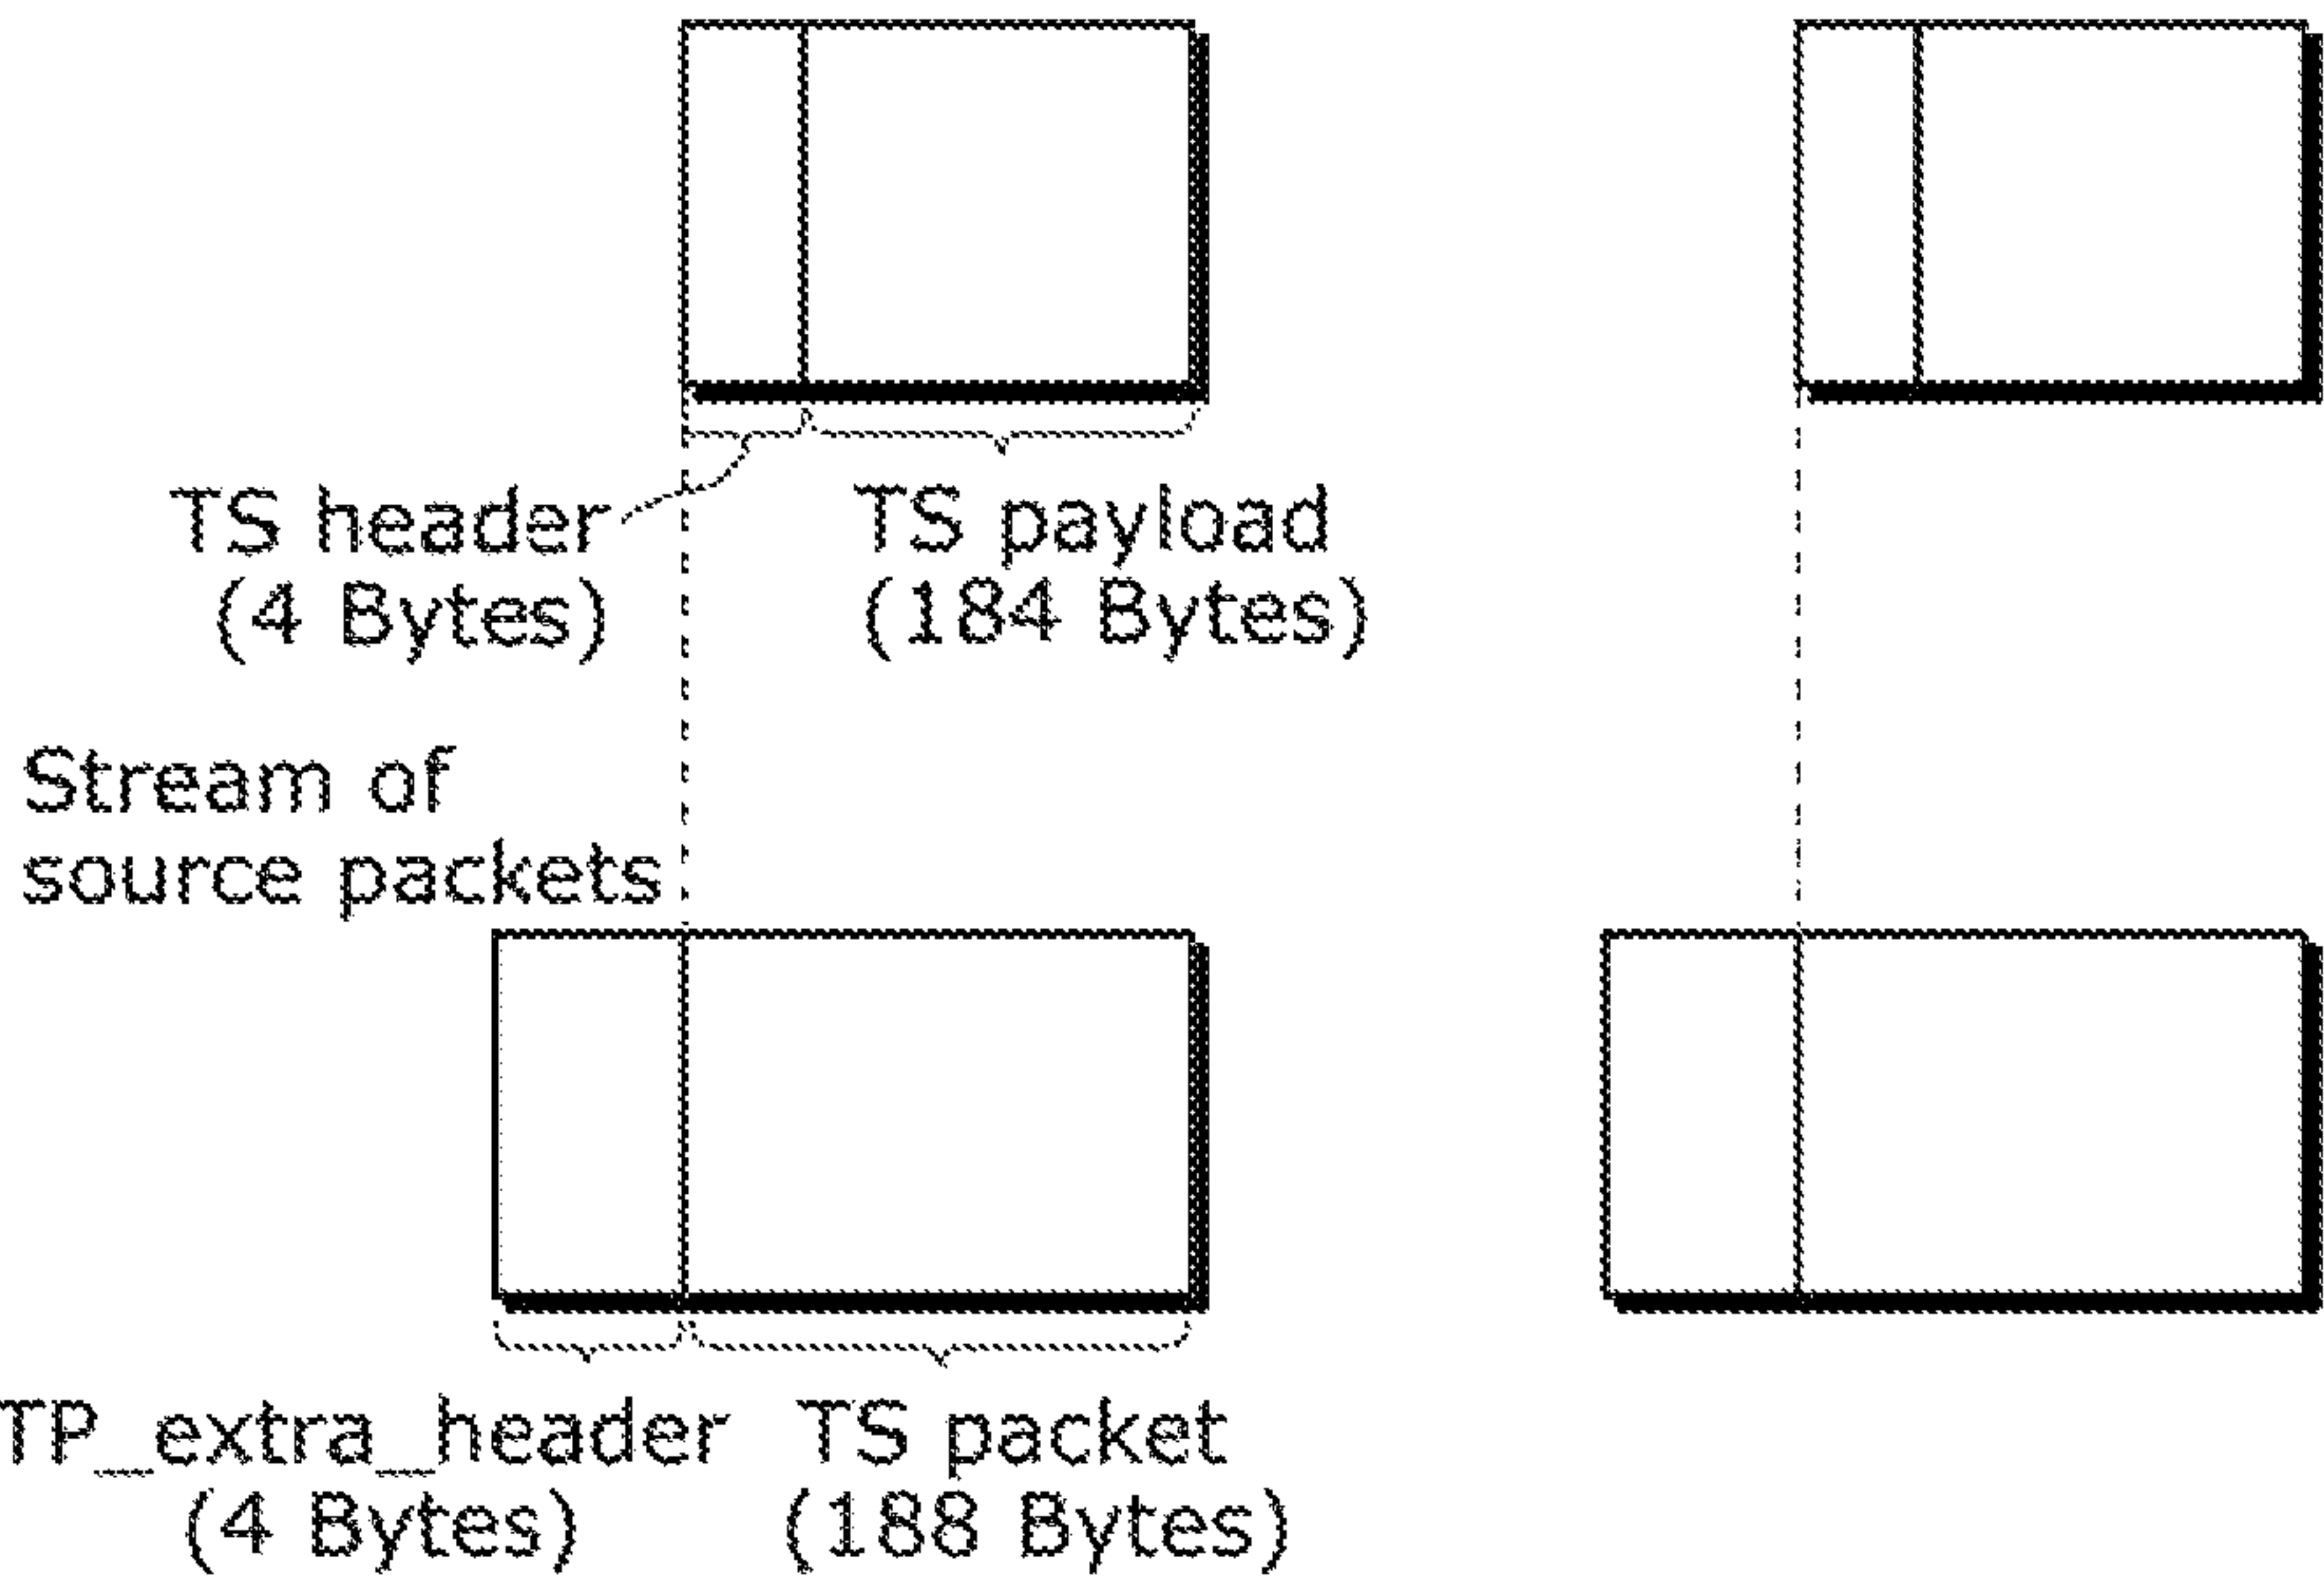 TS header
(4 Bytes)
TS payload
(184 Bytes)
Stream of
source packets
TP_extra_header
(4 Bytes)
TS packet
(188 Bytes)